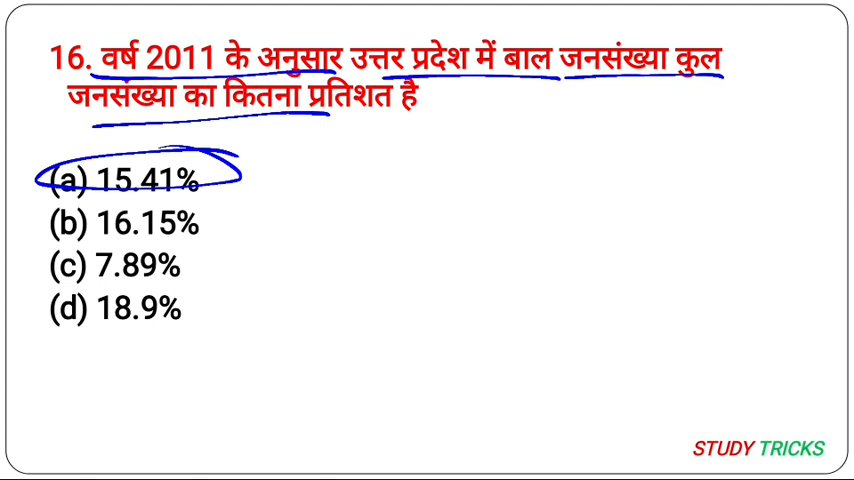 16. वर्ष 2011 के अनुसार उत्तर प्रदेश में बाल जनसंख्या कुल
जनसंख्या का कितना प्रतिशत है
(a) 15.41%
(b) 16.15%
(c) 7.89%
(d) 18.9%
STUDY TRICKS